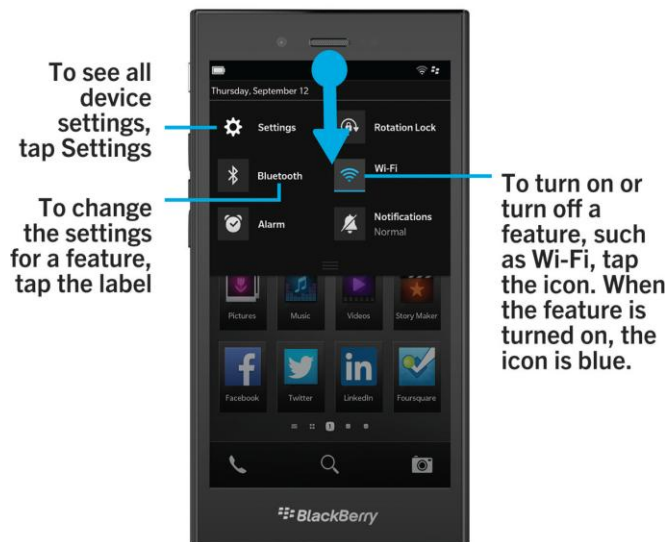 To see all
device
settings,
tap Settings
To change
the settings
for a feature,
tap the label
Thursday, September 12
Settings
Rotation Lock
Bluetooth
Wi-Fi
Alarm
Notifications
Normal
Pictures
Music
Videos
Story Maker
Facebook
Twitter
LinkedIn
Foursquare
1
BlackBerry
To turn on or
turn off a
feature, such
as Wi-Fi, tap
the icon. When
the feature is
turned on, the
icon is blue.